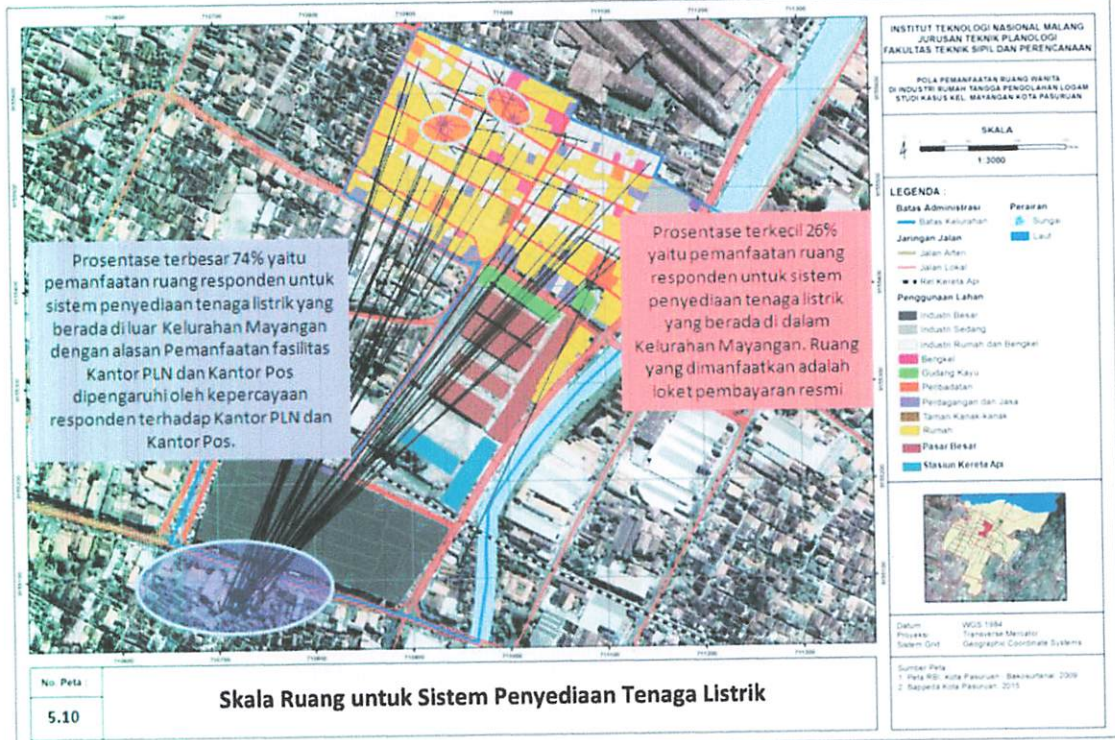 INSTITUT TEKNOLOGI NASIONAL MALANG
JURUSAN TEKNIK PLANOLOGI
FAKULTAS TEKNIK SIPIL DAN PERENCANAAN
POLA PEMANFAATAN RUANG WANITA
DI INDUSTRI RUMAH TANGGA PENGOLAHAN LOGAM
STUDI KASUS KEL. MAYANGAN KOTA PASURUAN
SKALA
1:3000
LEGENDA :
Batas Administrasi
Batas Kelurahan
Jaringan Jalan
Jalan Arteri
Jalan Lokal
Rel Kereta Api
Perairan
Sungai
Laut
Penggunaan Lahan
Industri Besar
Industri Sedang
Industri Rumah dan Bengkel
Bengkel
Gudang Kayu
Peribadatan
Perdagangan dan Jasa
Taman Kanak-kanak
Rumah
Pasar Besar
Stasiun Kereta Api
Datum WGS 1984
Proyeksi Transverse Mercator
Sistem Grid Geographic Coordinate Systems
Sumber Peta
1. Peta RBI, Kota Pasuruan : Bakosurtanal 2009
2. Bappeda Kota Pasuruan 2015
Prosentase terbesar 74% yaitu
pemanfaatan ruang responden untuk
sistem penyediaan tenaga listrik yang
berada di luar Kelurahan Mayangan
dengan alasan Pemanfaatan fasilitas
Kantor PLN dan Kantor Pos
dipengaruhi oleh kepercayaan
responden terhadap Kantor PLN dan
Kantor Pos.
Prosentase terkecil 26%
yaitu pemanfaatan ruang
responden untuk sistem
penyediaan tenaga listrik
yang berada di dalam
Kelurahan Mayangan. Ruang
yang dimanfaatkan adalah
loket pembayaran resmi
No. Peta :
5.10
Skala Ruang untuk Sistem Penyediaan Tenaga Listrik